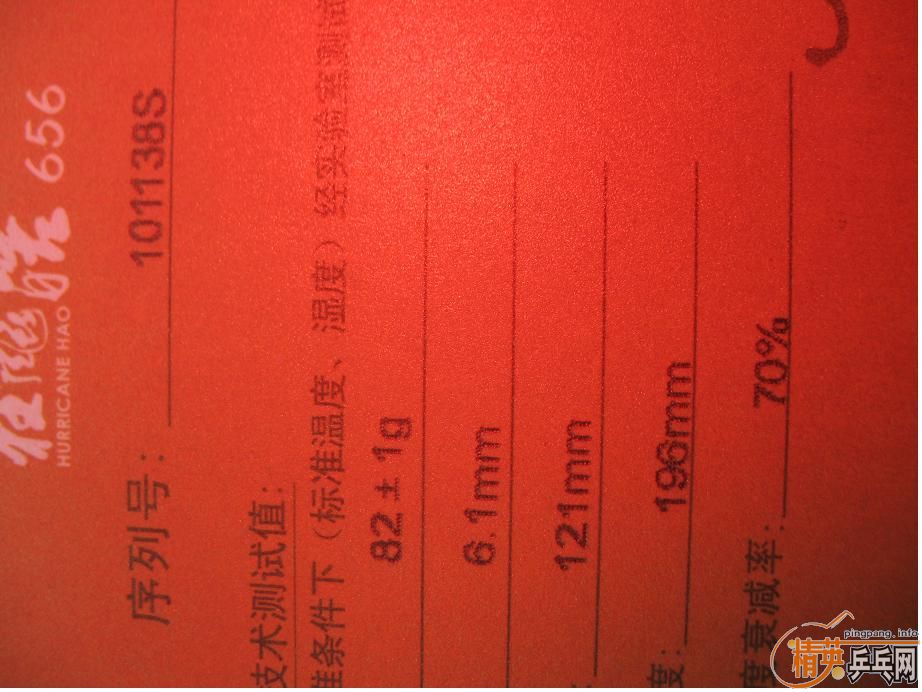 狂飚皓 656
HURRICANE HAO
序列号： 101138S
技术测试值：
准条件下（标准温度、湿度）经实验室测试
82± 1g
6.1mm
121mm
度： 196mm
度衰减率： 70%
pingpang.info
精英乒乓网